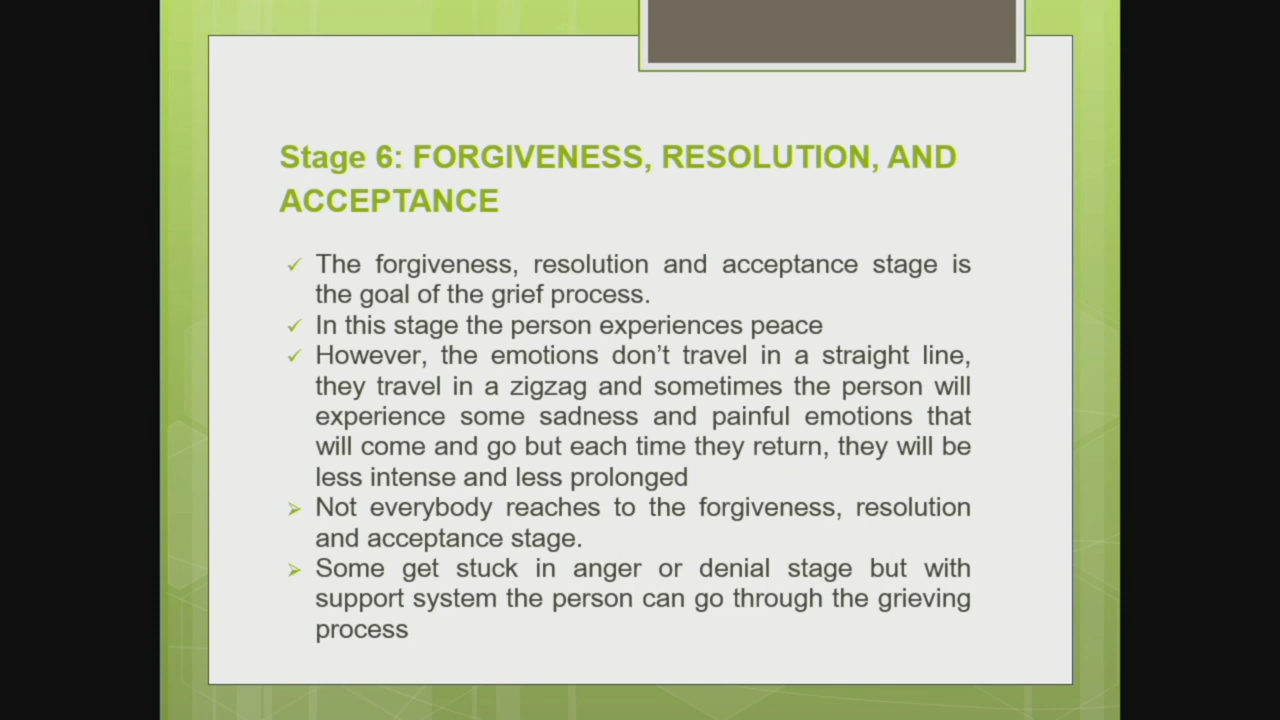 Stage 6: FORGIVENESS, RESOLUTION, AND
ACCEPTANCE
✓ The forgiveness, resolution and acceptance stage is
the goal of the grief process.
✓ In this stage the person experiences peace
✓ However, the emotions don’t travel in a straight line,
they travel in a zigzag and sometimes the person will
experience some sadness and painful emotions that
will come and go but each time they return, they will be
less intense and less prolonged
➢ Not everybody reaches to the forgiveness, resolution
and acceptance stage.
➢ Some get stuck in anger or denial stage but with
support system the person can go through the grieving
process